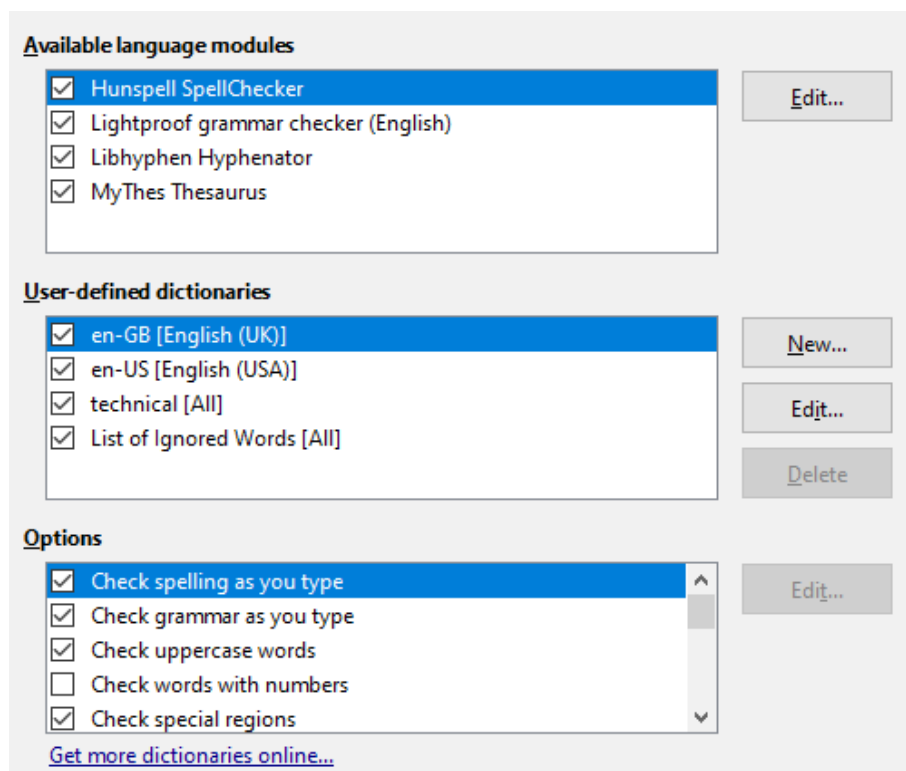 Available language modules
Hunspell SpellChecker
Edit...
Lightproof grammar checker (English)
Libhyphen Hyphenator
MyThes Thesaurus
User-defined dictionaries
en-GB [English (UK)]
New...
en-US [English (USA)]
technical [All]
Edit...
List of Ignored Words [All]
Delete
Options
Check spelling as you type
Edit...
Check grammar as you type
Check uppercase words
Check words with numbers
Check special regions
Get more dictionaries online...